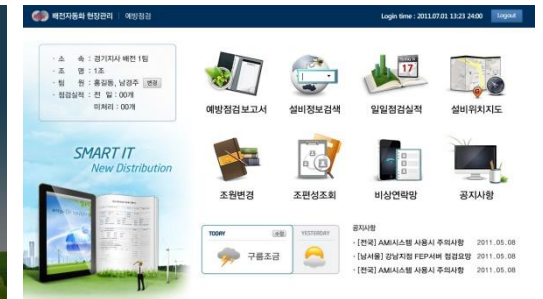 배전자동화 현장관리 | 예방점검
Login time : 2011.07.01 13:23 24:00 Logout
· 소 속 : 경기지사 배전 1팀
· 조 명 : 1조
· 팀 원 : 홍길동, 남경주 변경
· 점검실적 : 전 일 : 00개
미처리 : 00개
SMART IT
New Distribution
예방점검보고서
설비정보검색
17
일일점검실적
설비위치지도
조원변경
조편성조회
비상연락망
공지사항
TODAY
YESTERDAY
구름조금
공지사항
· [전국] AMI시스템 사용시 주의사항 2011.05.08
· [남서울] 강남지점 FEP서버 점검요망 2011.05.08
· [전국] AMI시스템 사용시 주의사항 2011.05.08